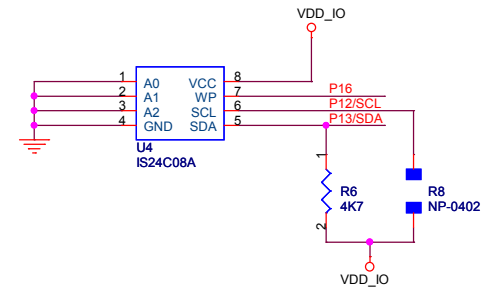 VDD_IO
1 A0 VCC 8
2 A1 WP 7 P16
3 A2 SCL 6 P12/SCL
4 GND SDA 5 P13/SDA
U4
IS24C08A
1
R6
4K7
2
R8
NP-0402
VDD_IO